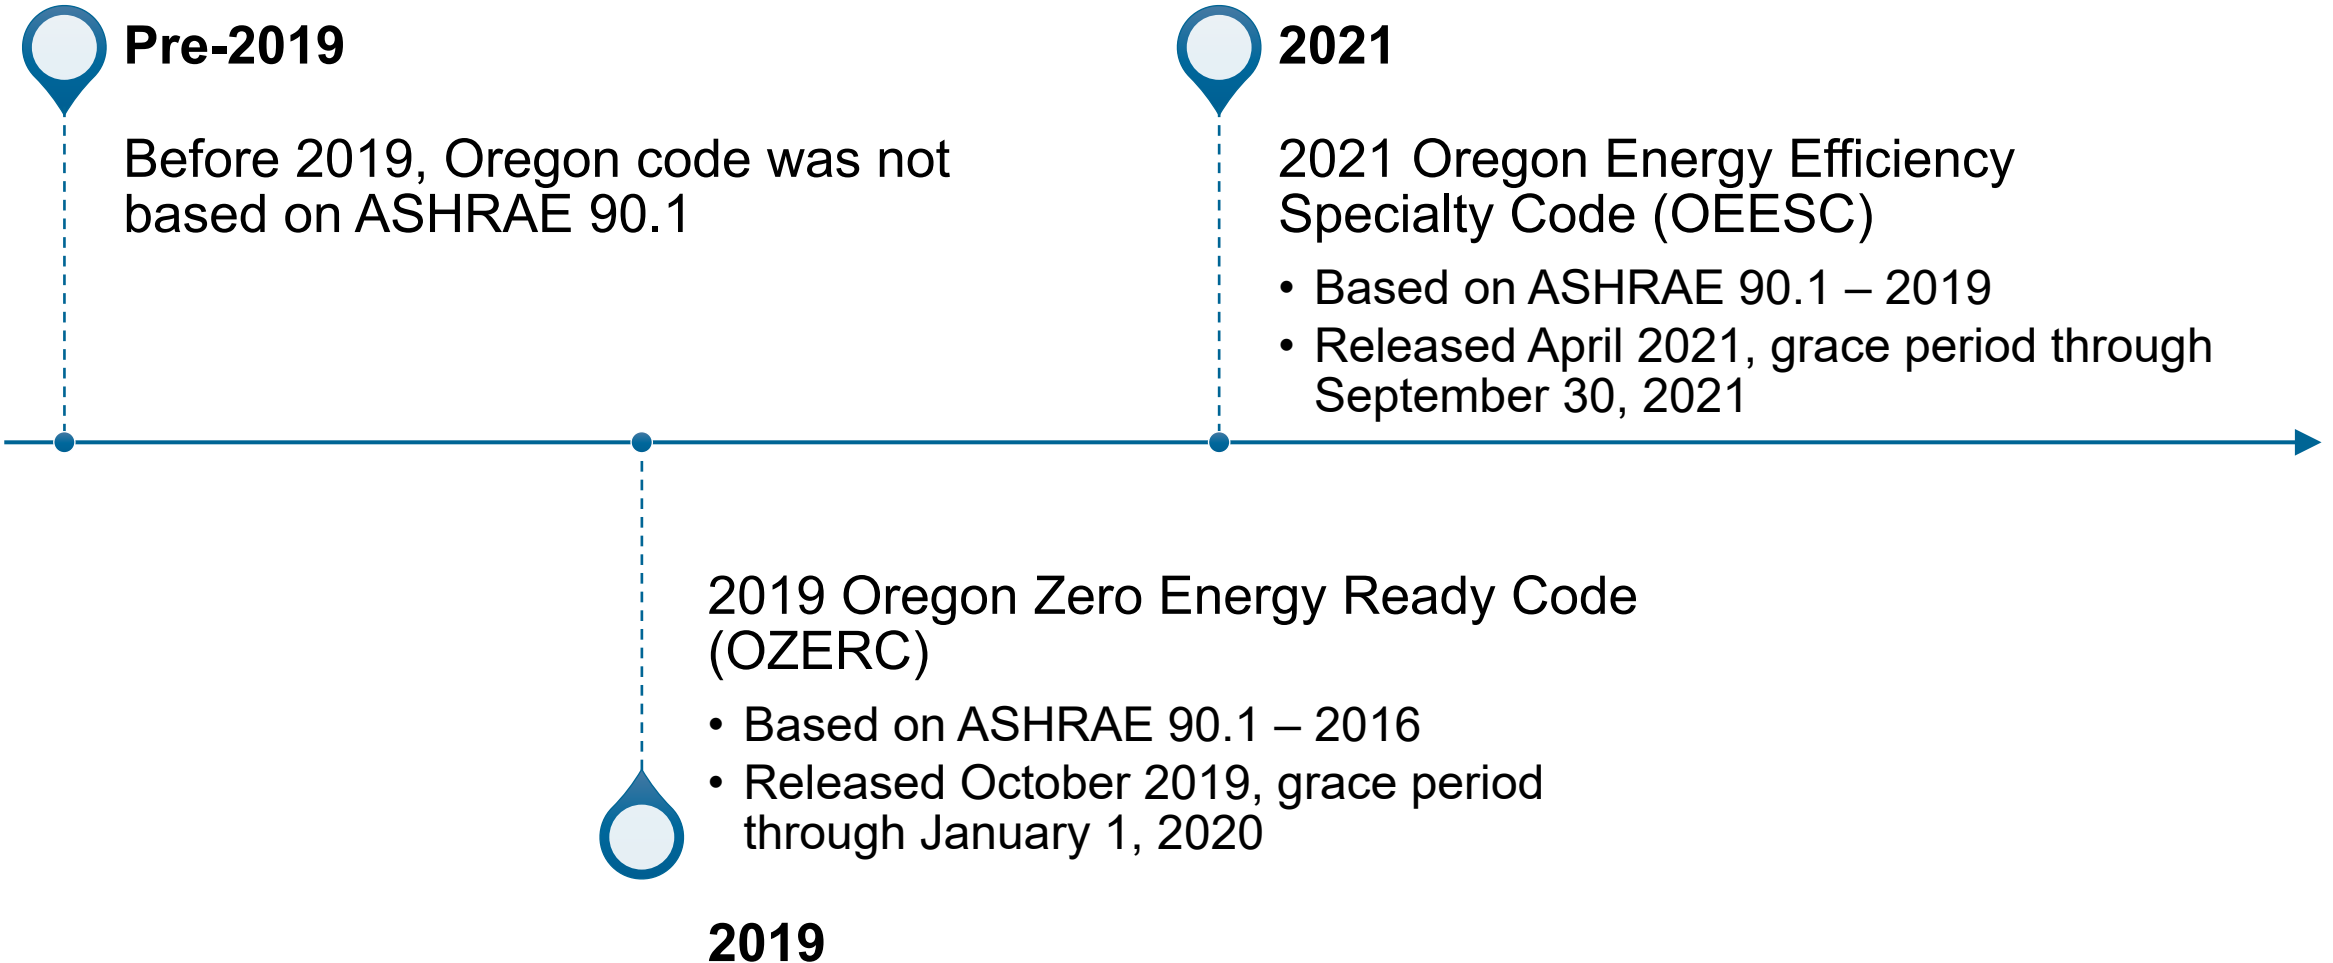 Pre-2019
Before 2019, Oregon code was not
based on ASHRAE 90.1
2019 Oregon Zero Energy Ready Code
(OZERC)
• Based on ASHRAE 90.1 – 2016
• Released October 2019, grace period
through January 1, 2020
2019
2021
2021 Oregon Energy Efficiency
Specialty Code (OEESC)
• Based on ASHRAE 90.1 – 2019
• Released April 2021, grace period through
September 30, 2021